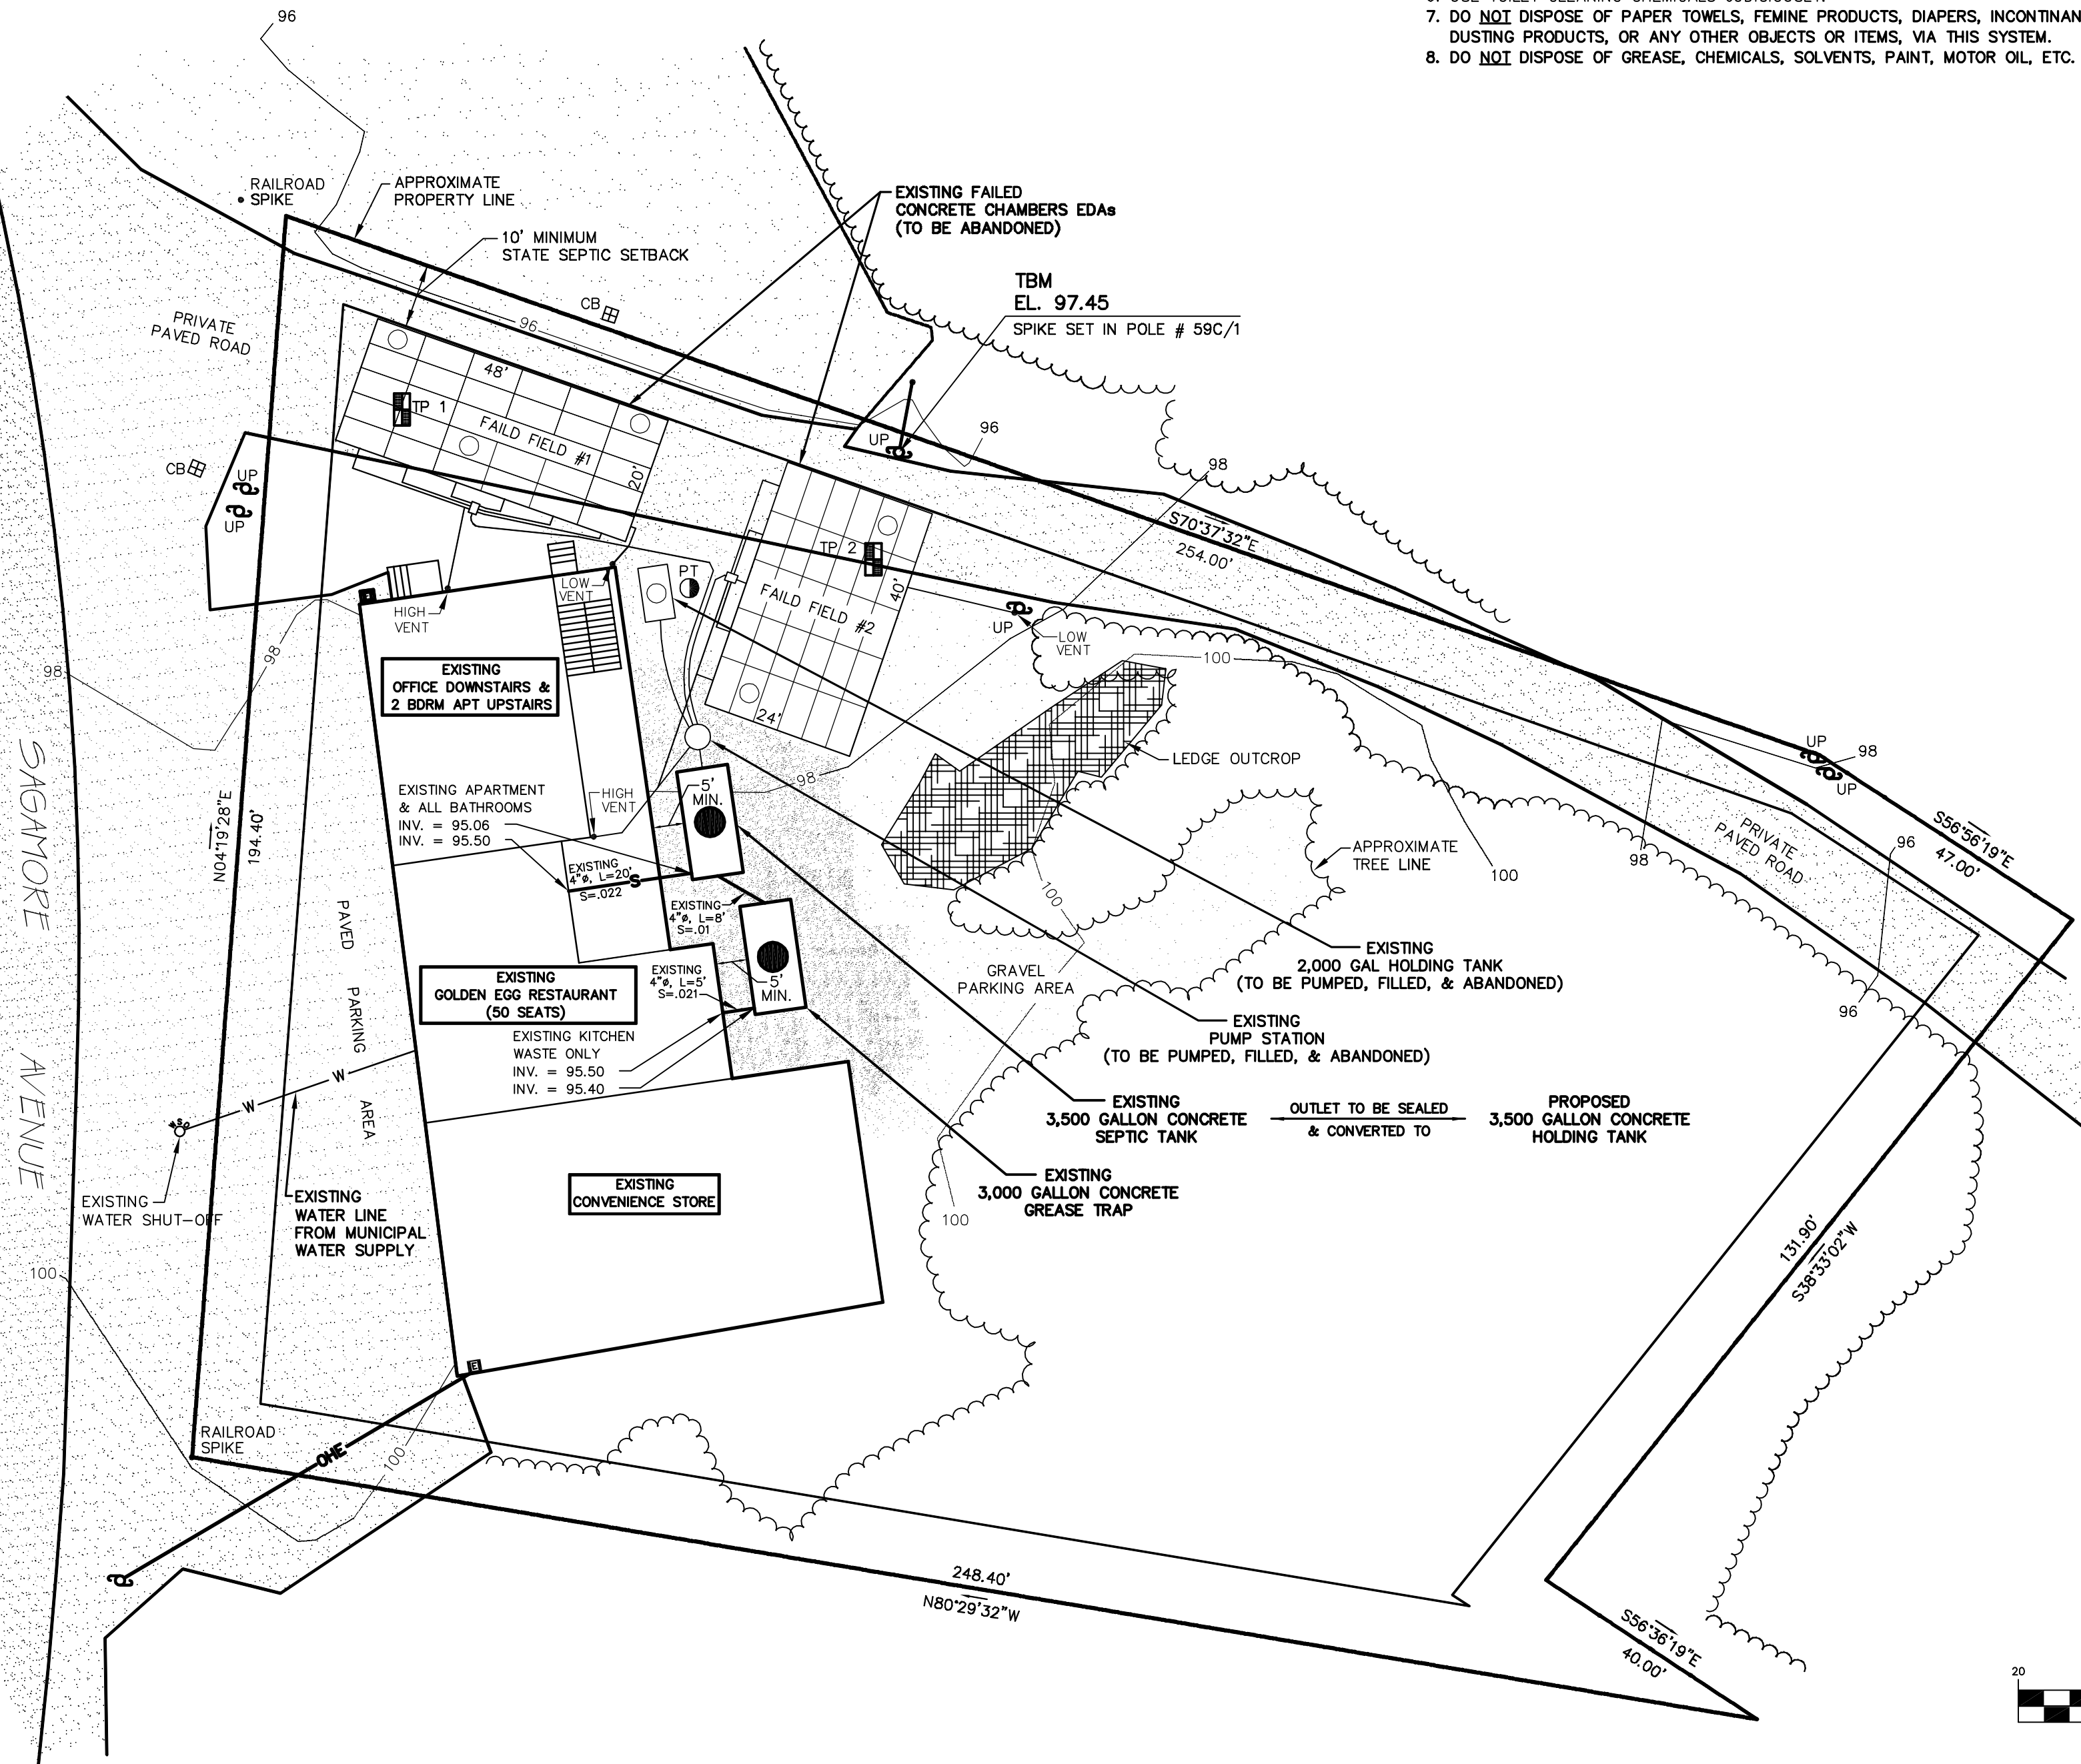 7. DO NOT DISPOSE OF PAPER TOWELS, FEMINE PRODUCTS, DIAPERS, INCONTINAN
DUSTING PRODUCTS, OR ANY OTHER OBJECTS OR ITEMS, VIA THIS SYSTEM.
8. DO NOT DISPOSE OF GREASE, CHEMICALS, SOLVENTS, PAINT, MOTOR OIL, ETC.
96
RAILROAD
SPIKE
APPROXIMATE
PROPERTY LINE
10' MINIMUM
STATE SEPTIC SETBACK
EXISTING FAILED
CONCRETE CHAMBERS EDAs
(TO BE ABANDONED)
TBM
EL. 97.45
SPIKE SET IN POLE # 59C/1
CB
96
PRIVATE
PAVED ROAD
48'
TP 1
FAILD FIELD #1
20'
UP
96
98
CB
UP
UP
S70°37'32"E
254.00'
TP 2
FAILD FIELD #2
40'
24'
PT
LOW
VENT
HIGH
VENT
UP
LOW
VENT
100
98
98
EXISTING
OFFICE DOWNSTAIRS &
2 BDRM APT UPSTAIRS
LEDGE OUTCROP
UP
98
UP
98
5'
MIN.
HIGH
VENT
EXISTING APARTMENT
& ALL BATHROOMS
INV. = 95.06
INV. = 95.50
EXISTING
4"ø, L=20'
S
S=.022
EXISTING
4"ø, L=8'
S=.01
APPROXIMATE
TREE LINE
100
100
98
PRIVATE
PAVED ROAD
96
S56°56'19"E
47.00'
96
SAGAMORE AVENUE
N04°19'28"E
194.40'
PAVED PARKING AREA
EXISTING
GOLDEN EGG RESTAURANT
(50 SEATS)
EXISTING
4"ø, L=5'
S=.021
5'
MIN.
GRAVEL
PARKING AREA
EXISTING
2,000 GAL HOLDING TANK
(TO BE PUMPED, FILLED, & ABANDONED)
EXISTING KITCHEN
WASTE ONLY
INV. = 95.50
INV. = 95.40
EXISTING
PUMP STATION
(TO BE PUMPED, FILLED, & ABANDONED)
W
W
EXISTING
3,500 GALLON CONCRETE
SEPTIC TANK
OUTLET TO BE SEALED
& CONVERTED TO
PROPOSED
3,500 GALLON CONCRETE
HOLDING TANK
EXISTING
3,000 GALLON CONCRETE
GREASE TRAP
EXISTING
CONVENIENCE STORE
WSO
EXISTING
WATER SHUT-OFF
EXISTING
WATER LINE
FROM MUNICIPAL
WATER SUPPLY
100
100
131.90'
S38°33'02"W
E
RAILROAD
SPIKE
OHE
100
248.40'
N80°29'32"W
S56°36'19"E
40.00'
20